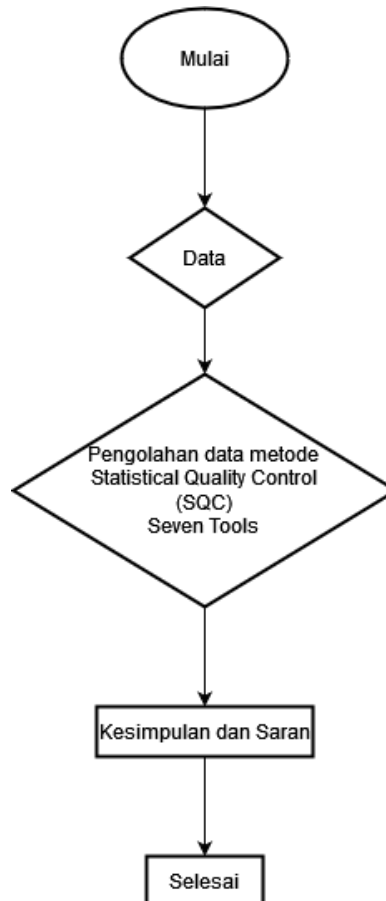 Mulai
Data
Pengolahan data metode
Statistical Quality Control
(SQC)
Seven Tools
Kesimpulan dan Saran
Selesai